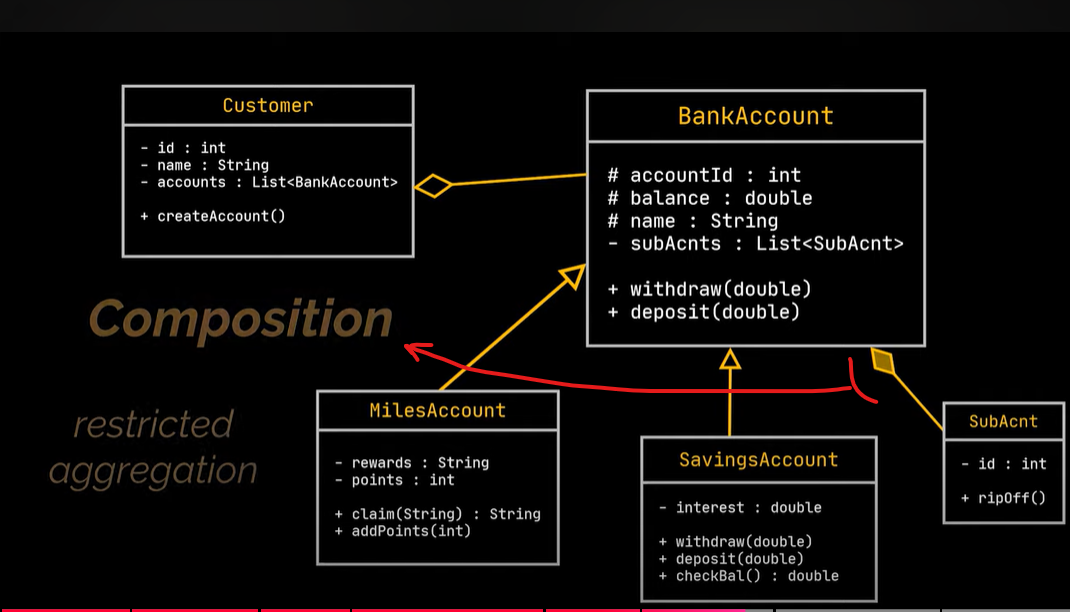 Customer
- id : int
- name : String
- accounts : List<BankAccount>
+ createAccount()
BankAccount
# accountId : int
# balance : double
# name : String
- subAcnts : List<SubAcnt>
+ withdraw(double)
+ deposit(double)
Composition
restricted
aggregation
MilesAccount
- rewards : String
- points : int
+ claim(String) : String
+ addPoints(int)
SavingsAccount
- interest : double
+ withdraw(double)
+ deposit(double)
+ checkBal() : double
SubAcnt
- id : int
+ ripOff()